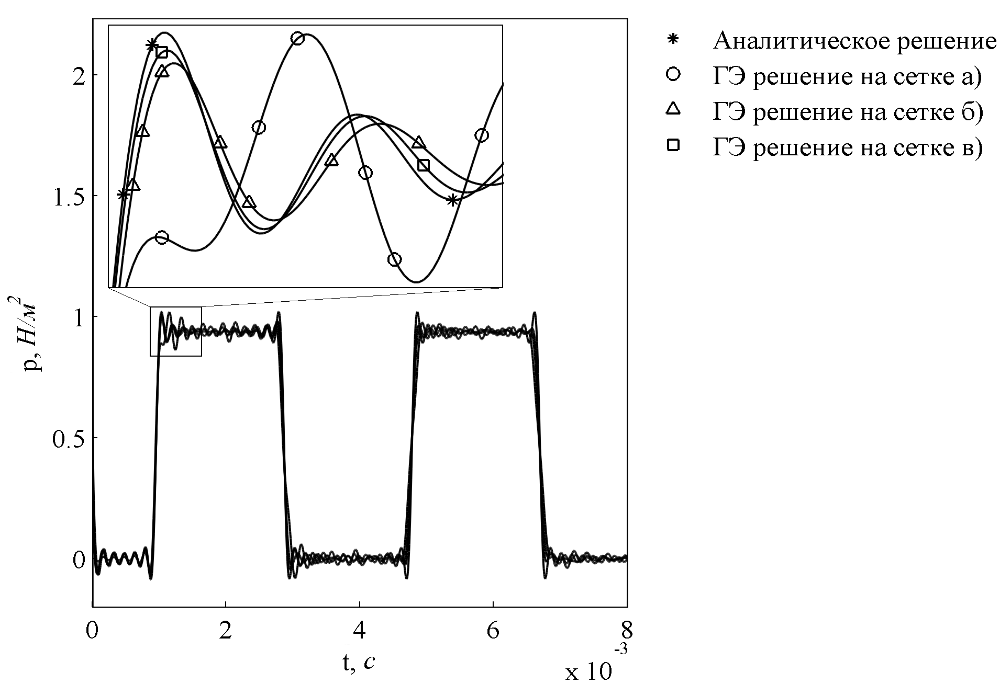 Аналитическое решение
ГЭ решение на сетке а)
ГЭ решение на сетке б)
ГЭ решение на сетке в)
2
1.5
1
0.5
0
p, Н/м²
0 2 4 6 8
t, с
x 10⁻³